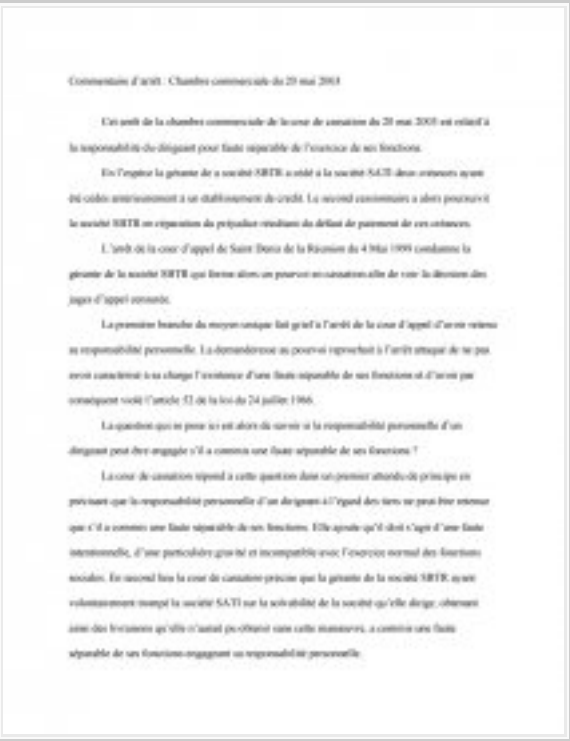 Commentaire d'arrêt : Chambre commerciale du 20 mai 2003
Cet arrêt de la chambre commerciale de la cour de cassation du 20 mai 2003 est relatif à
la responsabilité du dirigeant pour faute séparable de l'exercice de ses fonctions.
En l'espèce la gérante de a société SBTR a cédé à la société SATI deux créances ayant
été cédés antérieurement à un établissement de crédit. Le second cessionnaire a alors poursuivit
la société SBTR en réparation du préjudice résultant du défaut de paiement de ces créances.
L'arrêt de la cour d'appel de Saint Denis de la Réunion du 4 Mai 1999 condamne la
gérante de la société SBTR qui forme alors un pourvoi en cassation afin de voir la décision des
juges d'appel censurée.
La première branche du moyen unique fait grief à l'arrêt de la cour d'appel d'avoir retenu
sa responsabilité personnelle. La demanderesse au pourvoi reprochait à l'arrêt attaqué de ne pas
avoir caractérisé à sa charge l'existence d'une faute séparable de ses fonctions et d'avoir par
conséquent violé l'article 52 de la loi du 24 juillet 1966.
La question qui se pose ici est alors de savoir si la responsabilité personnelle d'un
dirigeant peut être engagée s'il a commis une faute séparable de ses fonctions ?
La cour de cassation répond a cette question dans un premier attendu de principe en
précisant que la responsabilité personnelle d'un dirigeant à l'égard des tiers ne peut être retenue
que s'il a commis une faute séparable de ses fonctions. Elle ajoute qu'il doit s'agir d'une faute
intentionnelle, d'une particulière gravité et incompatible avec l'exercice normal des fonctions
sociales. En second lieu la cour de cassation précise que la gérante de la société SBTR ayant
volontairement trompé la société SATI sur la solvabilité de la société qu'elle dirige, obtenant
ainsi des livraisons qu'elle n'aurait pu obtenir sans cette manœuvre, a commis une faute
séparable de ses fonctions engageant sa responsabilité personnelle.